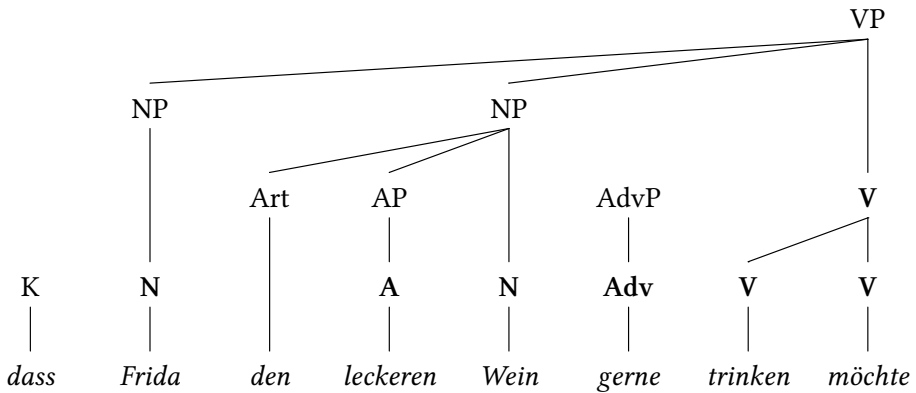 VP
NP NP
Art AP AdvP V
K N A N Adv V V
dass Frida den leckeren Wein gerne trinken möchte